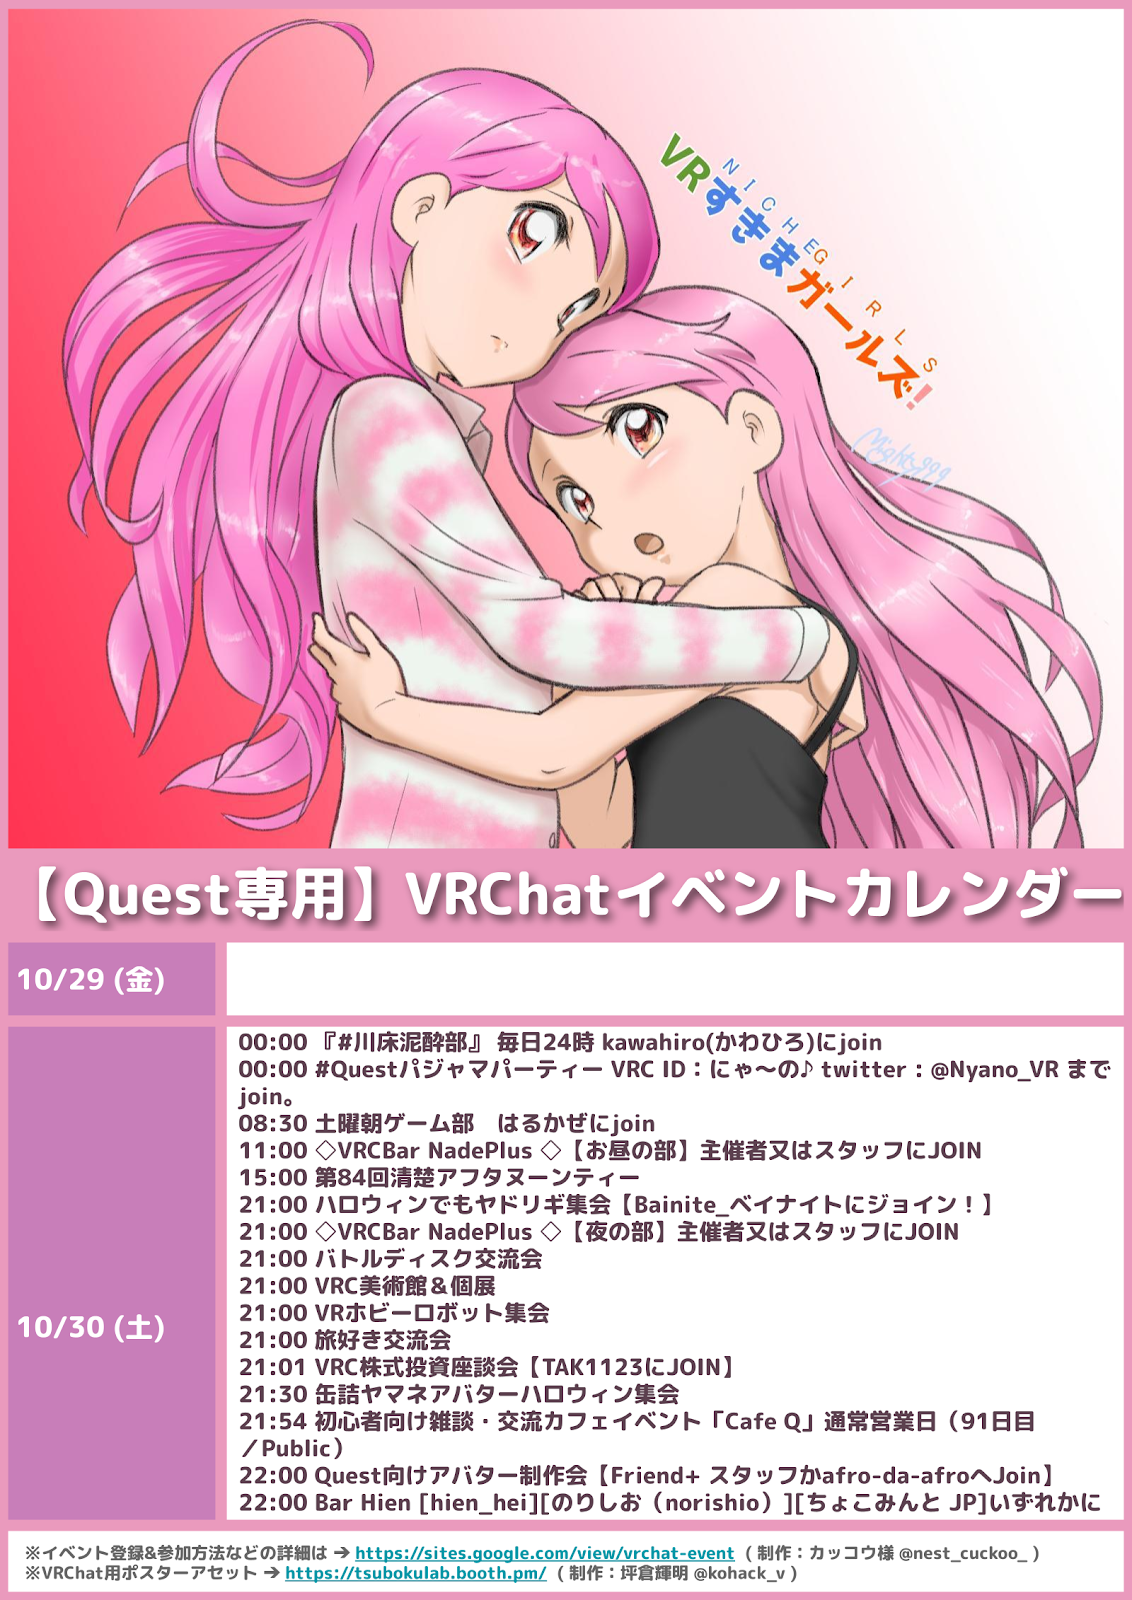 NICHE GIRLS
VRすきまガールズ!
Mighty999
【Quest専用】VRChatイベントカレンダー
10/29 (金)
10/30 (土)
00:00 『#川床泥酔部』 毎日24時 kawahiro(かわひろ)にjoin
00:00 #Questパジャマパーティー VRC ID：にゃ～の♪ twitter : @Nyano_VR まで
join。
08:30 土曜朝ゲーム部　はるかぜにjoin
11:00 ◇VRCBar NadePlus ◇【お昼の部】主催者又はスタッフにJOIN
15:00 第84回清楚アフタヌーンティー
21:00 ハロウィンでもヤドリギ集会【Bainite_ベイナイトにジョイン！】
21:00 ◇VRCBar NadePlus ◇【夜の部】主催者又はスタッフにJOIN
21:00 バトルディスク交流会
21:00 VRC美術館＆個展
21:00 VRホビーロボット集会
21:00 旅好き交流会
21:01 VRC株式投資座談会【TAK1123にJOIN】
21:30 缶詰ヤマネアバターハロウィン集会
21:54 初心者向け雑談・交流カフェイベント「Cafe Q」通常営業日（91日目
／Public）
22:00 Quest向けアバター制作会【Friend+ スタッフかafro-da-afroへJoin】
22:00 Bar Hien [hien_hei][のりしお（norishio）][ちょこみんと JP]いずれかに
※イベント登録&参加方法などの詳細は → https://sites.google.com/view/vrchat-event （ 制作：カッコウ様 @nest_cuckoo_ ）
※VRChat用ポスターアセット → https://tsubokulab.booth.pm/ （ 制作：坪倉輝明 @kohack_v ）